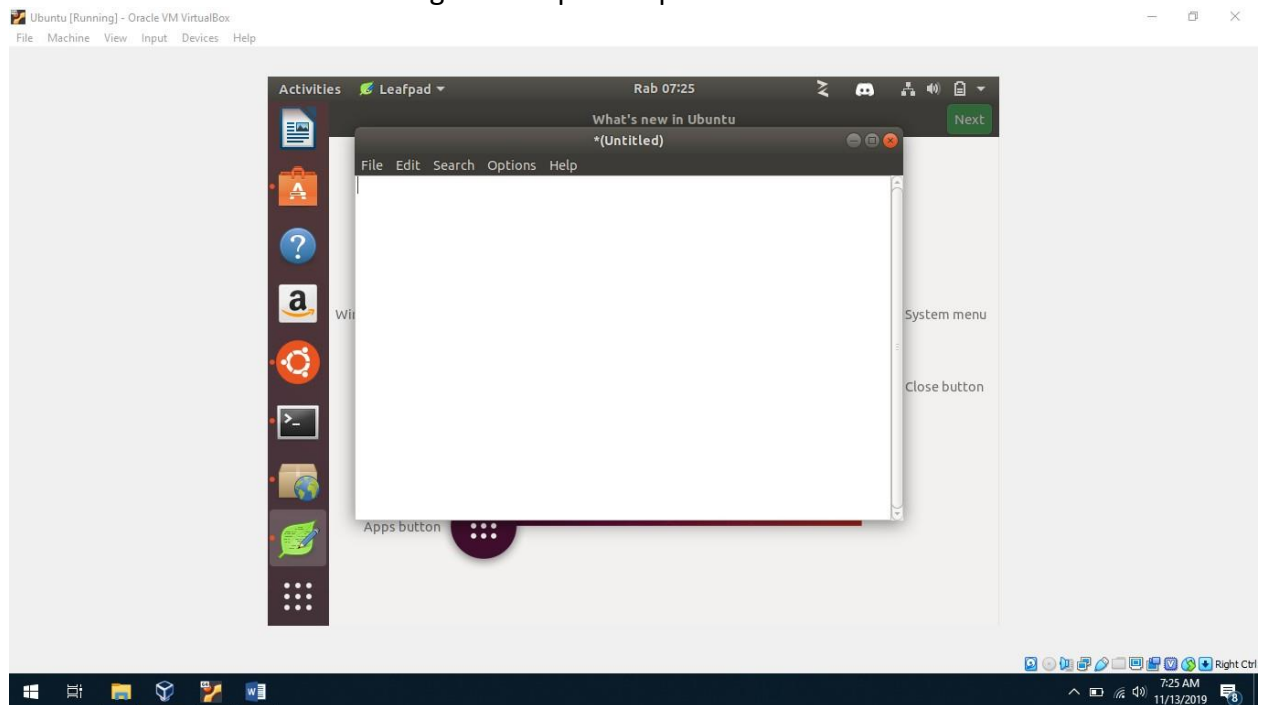 Ubuntu [Running] - Oracle VM VirtualBox
File Machine View Input Devices Help
Activities Leafpad Rab 07:25
What's new in Ubuntu Next
*(Untitled)
File Edit Search Options Help
System menu
Close button
Apps button
Right Ctrl
7:25 AM
11/13/2019
8